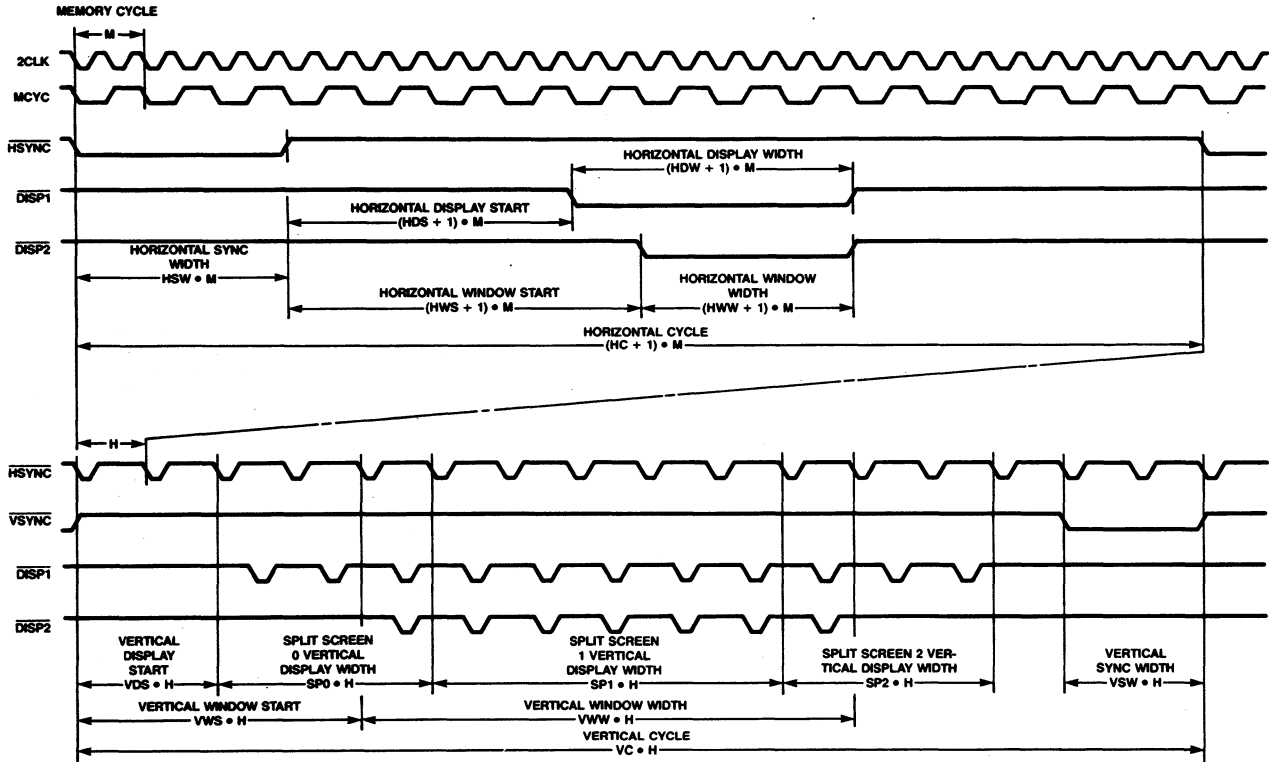 MEMORY CYCLE
M
2CLK
MCYC
HSYNC
HORIZONTAL DISPLAY WIDTH
(HDW + 1) • M
DISP1
HORIZONTAL DISPLAY START
(HDS + 1) • M
DISP2
HORIZONTAL SYNC
WIDTH
HSW • M
HORIZONTAL WINDOW START
(HWS + 1) • M
HORIZONTAL WINDOW
WIDTH
(HWW + 1) • M
HORIZONTAL CYCLE
(HC + 1) • M
H
HSYNC
VSYNC
DISP1
DISP2
VERTICAL
DISPLAY
START
VDS • H
SPLIT SCREEN
0 VERTICAL
DISPLAY WIDTH
SP0 • H
SPLIT SCREEN
1 VERTICAL
DISPLAY WIDTH
SP1 • H
SPLIT SCREEN 2 VER-
TICAL DISPLAY WIDTH
SP2 • H
VERTICAL
SYNC WIDTH
VSW • H
VERTICAL WINDOW START
VWS • H
VERTICAL WINDOW WIDTH
VWW • H
VERTICAL CYCLE
VC • H